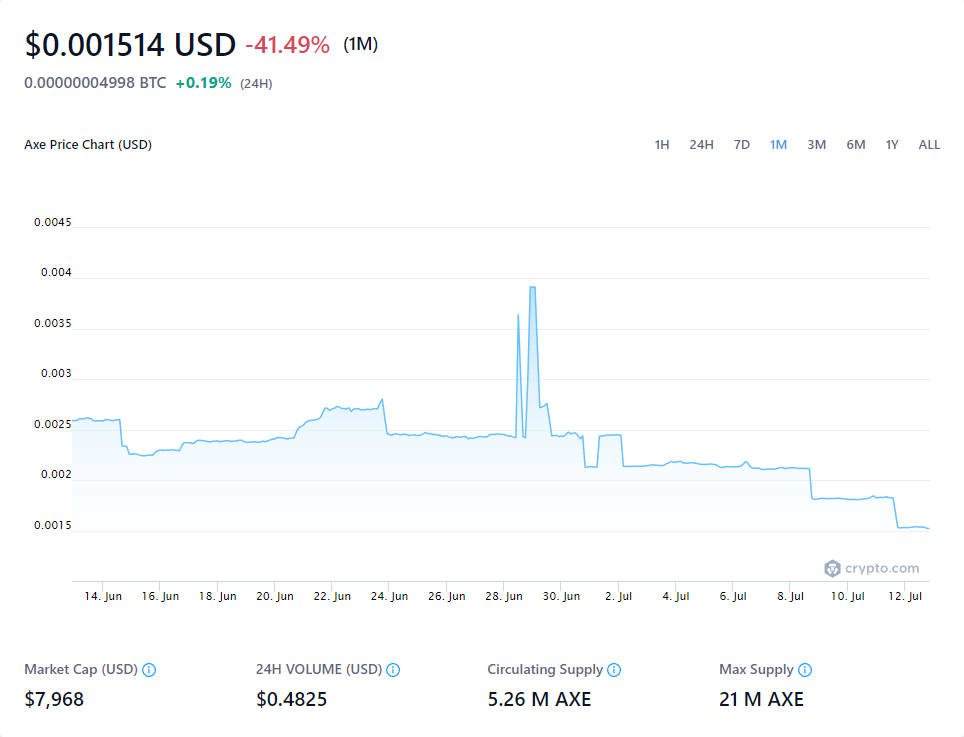 $0.001514 USD -41.49% (1M)
0.00000004998 BTC +0.19% (24H)
Axe Price Chart (USD) 1H 24H 7D 1M 3M 6M 1Y ALL
0.0045
0.004
0.0035
0.003
0.0025
0.002
0.0015
crypto.com
14. Jun 16. Jun 18. Jun 20. Jun 22. Jun 24. Jun 26. Jun 28. Jun 30. Jun 2. Jul 4. Jul 6. Jul 8. Jul 10. Jul 12. Jul
Market Cap (USD) 24H VOLUME (USD) Circulating Supply Max Supply
$7,968 $0.4825 5.26 M AXE 21 M AXE